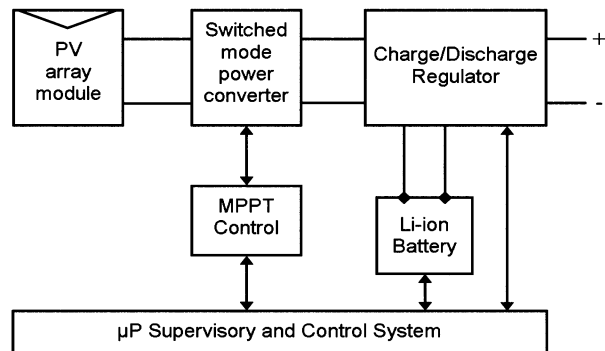 PV
array
module
Switched
mode
power
converter
Charge/Discharge
Regulator
+
-
MPPT
Control
Li-ion
Battery
µP Supervisory and Control System